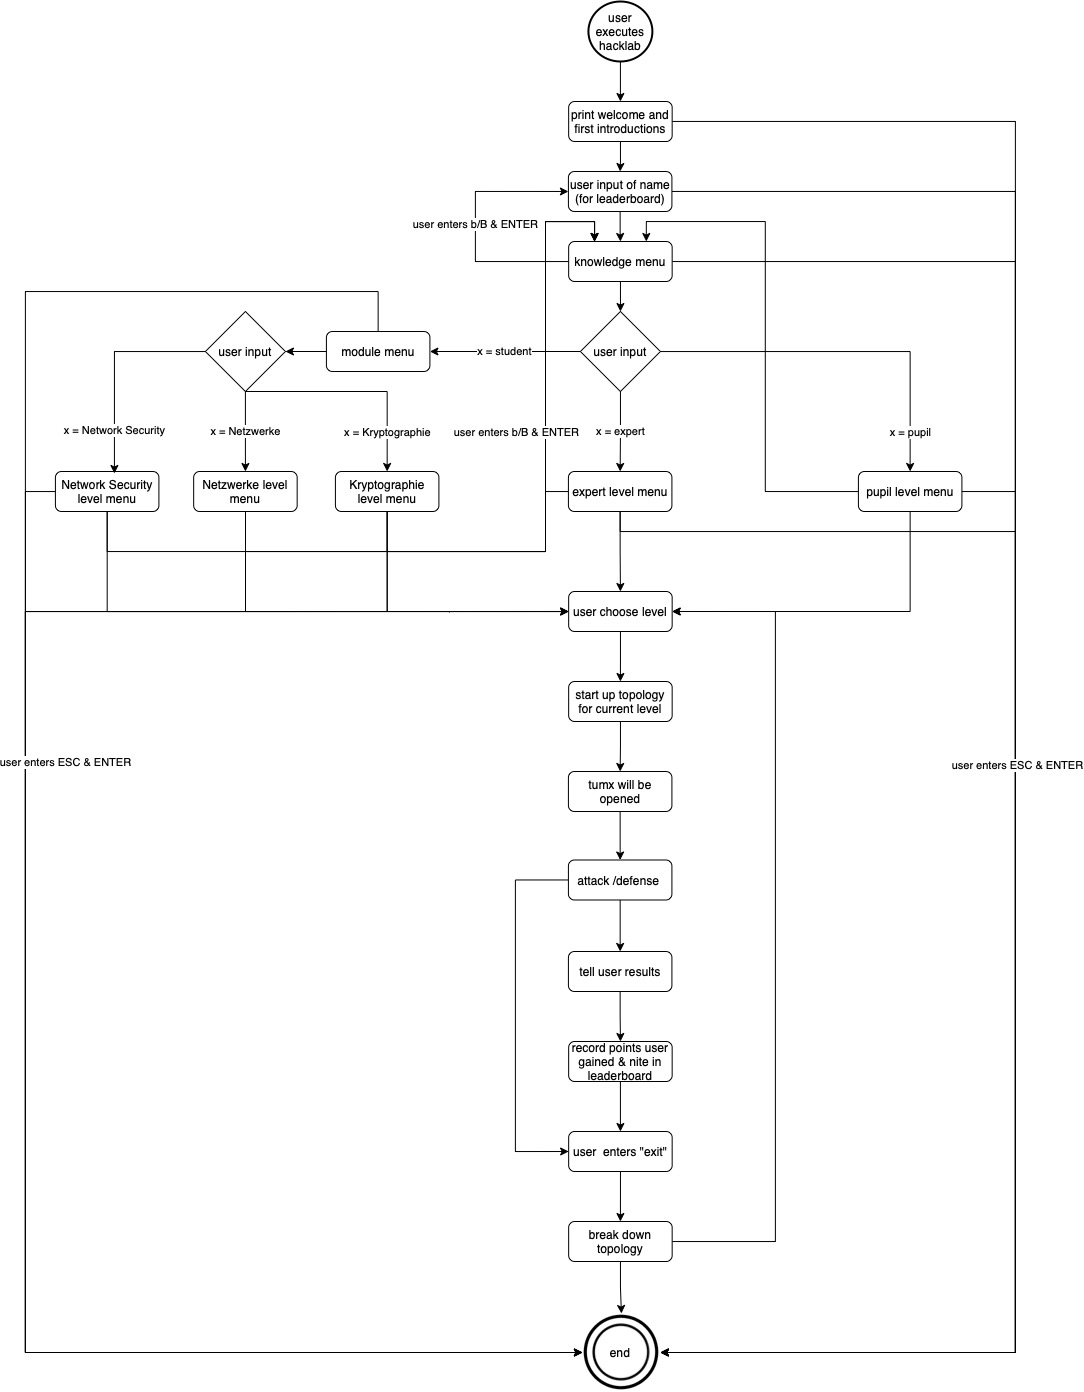 user
executes
hacklab
print welcome and
first introductions
user input of name
(for leaderboard)
user enters b/B & ENTER
knowledge menu
user input
module menu
x = student
user input
x = Network Security
x = Netzwerke
x = Kryptographie
user enters b/B & ENTER
x = expert
x = pupil
Network Security
level menu
Netzwerke level
menu
Kryptographie
level menu
expert level menu
pupil level menu
user choose level
start up topology
for current level
user enters ESC & ENTER
user enters ESC & ENTER
tumx will be
opened
attack /defense
tell user results
record points user
gained & nite in
leaderboard
user  enters "exit"
break down
topology
end